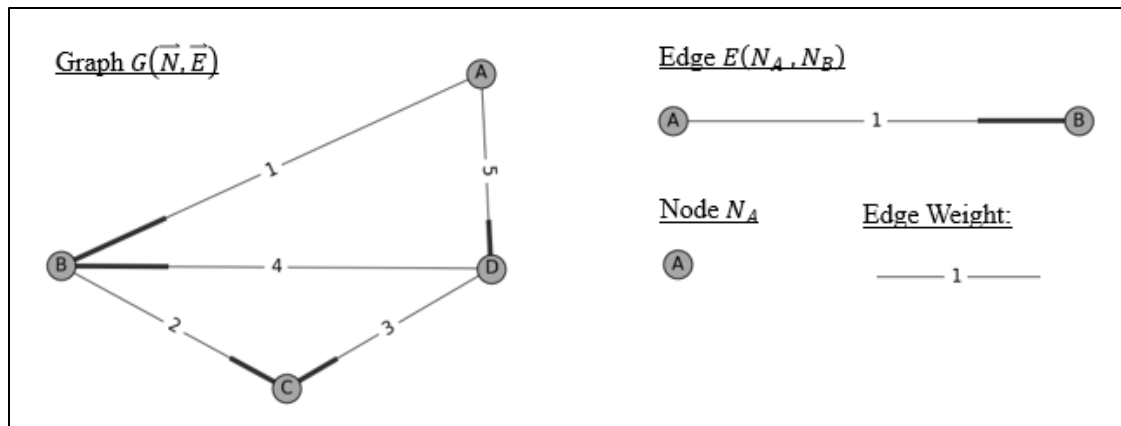 Graph G(N⃗, E⃗)
A
1
5
B
4
D
2
3
C
Edge E(N_A , N_B)
A
1
B
Node N_A
A
Edge Weight:
1